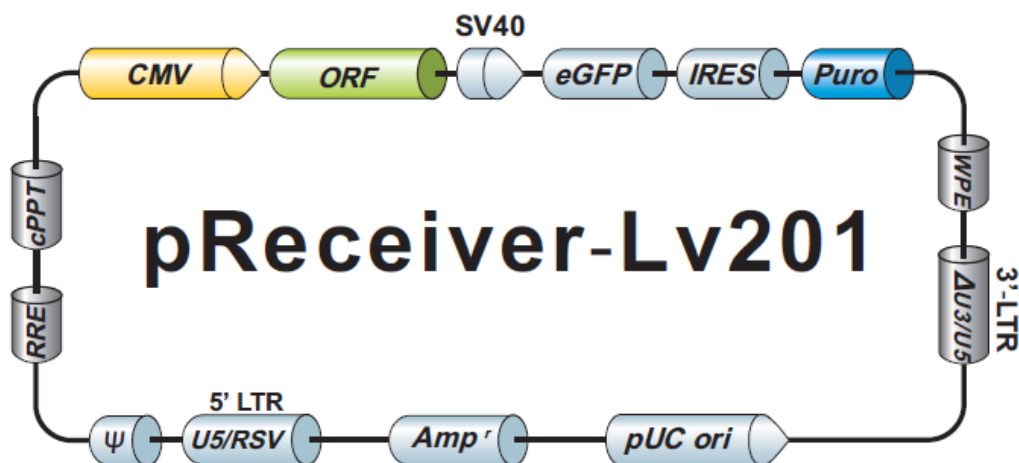 SV40
CMV
ORF
eGFP
IRES
Puro
cPPT
WPE
pReceiver-Lv201
RRE
ΔU3/U5
3'-LTR
5' LTR
Ψ
U5/RSV
Amp r
pUC ori